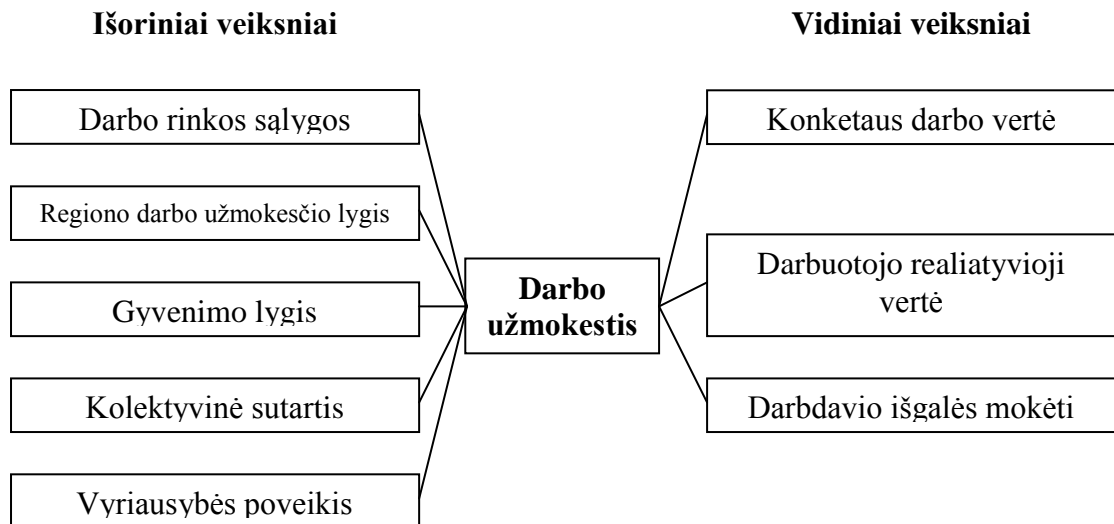 Išoriniai veiksniai
Vidiniai veiksniai
Darbo rinkos sąlygos
Regiono darbo užmokesčio lygis
Gyvenimo lygis
Kolektyvinė sutartis
Vyriausybės poveikis
Darbo
užmokestis
Konketaus darbo vertė
Darbuotojo realiatyvioji
vertė
Darbdavio išgalės mokėti